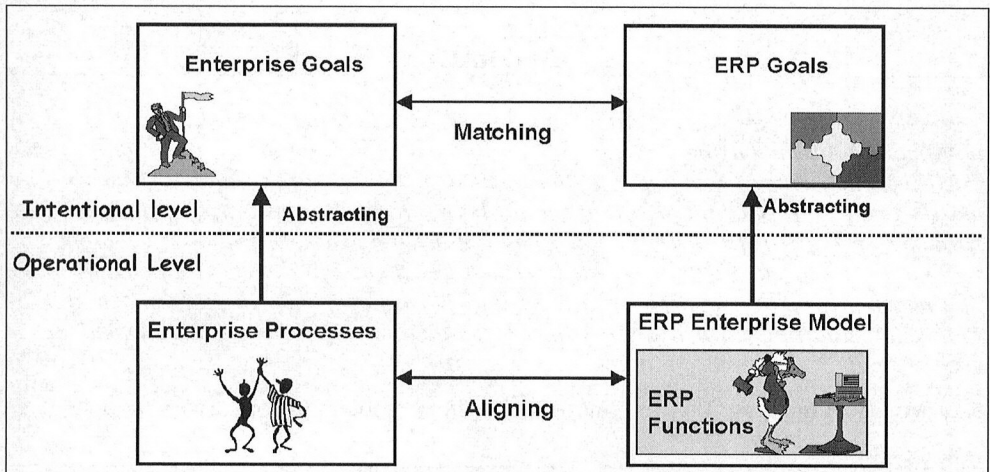 Enterprise Goals
ERP Goals
Matching
Intentional level
Abstracting
Abstracting
Operational Level
Enterprise Processes
ERP Enterprise Model
Aligning
ERP
Functions